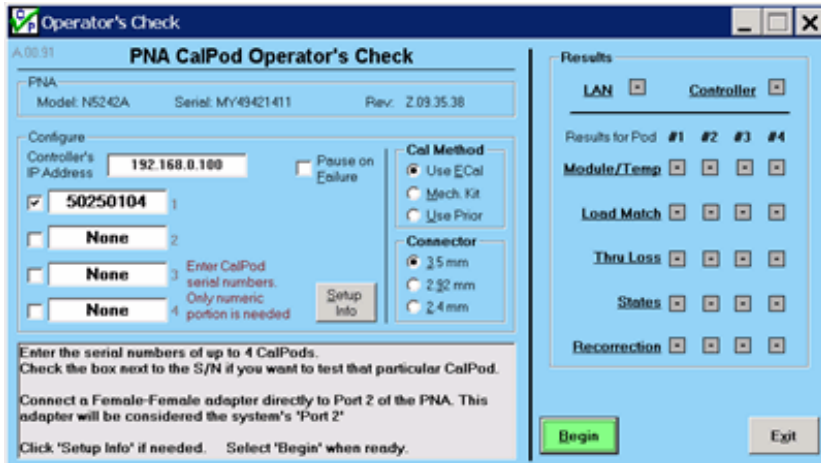 Operator's Check
A.00.91
PNA CalPod Operator's Check
PNA
Model: N5242A Serial: MY49421411 Rev: Z.09.35.38
Configure
Controller's
IP Address
192.168.0.100
Pause on
Failure
50250104 1
None 2
None 3
None 4
Enter CalPod
serial numbers.
Only numeric
portion is needed
Setup
Info
Cal Method
Use ECal
Mech. Kit
Use Prior
Connector
3.5 mm
2.92 mm
2.4 mm
Enter the serial numbers of up to 4 CalPods.
Check the box next to the S/N if you want to test that particular CalPod.
Connect a Female-Female adapter directly to Port 2 of the PNA. This
adapter will be considered the system's 'Port 2'
Click 'Setup Info' if needed. Select 'Begin' when ready.
Results
LAN Controller
Results for Pod #1 #2 #3 #4
Module/Temp
Load Match
Thru Loss
States
Recorrection
Begin
Exit